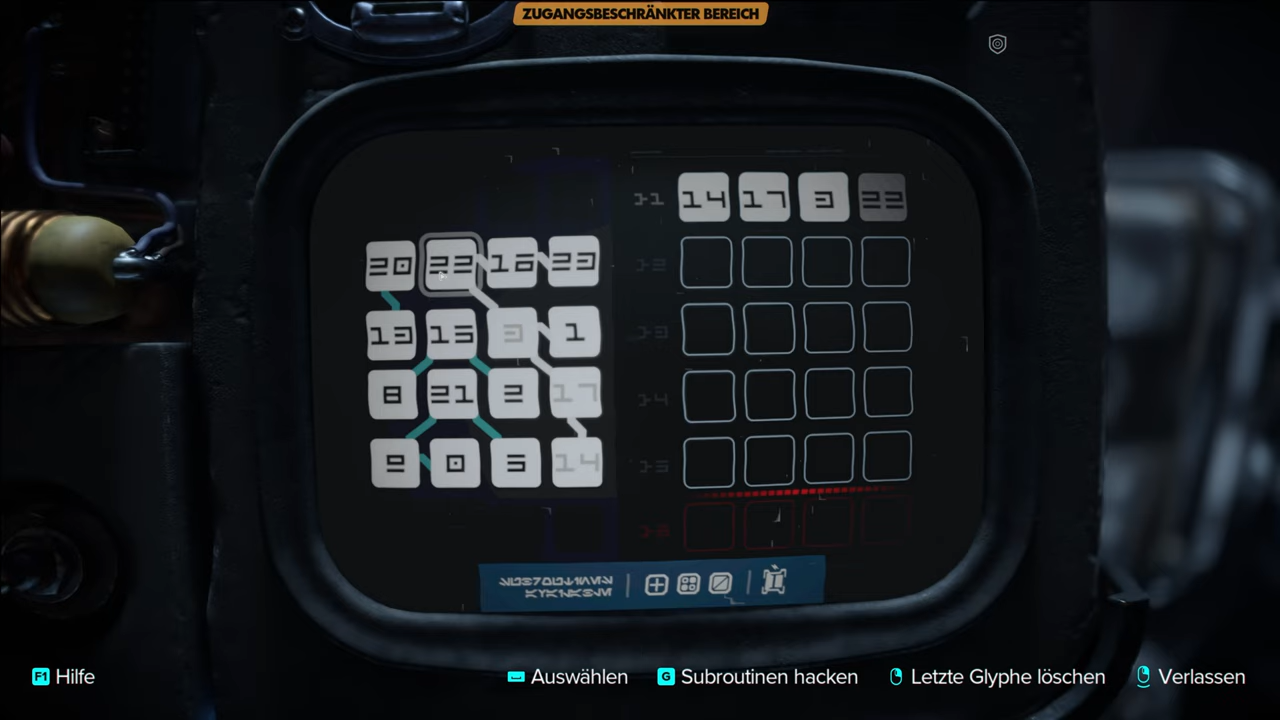 ZUGANGSBESCHRÄNKTER BEREICH
14 17 3 22
20 22 16 23
13 15 3 1
8 21 2 17
9 0 5 14
F1 Hilfe
Auswählen
G Subroutinen hacken
Letzte Glyphe löschen
Verlassen